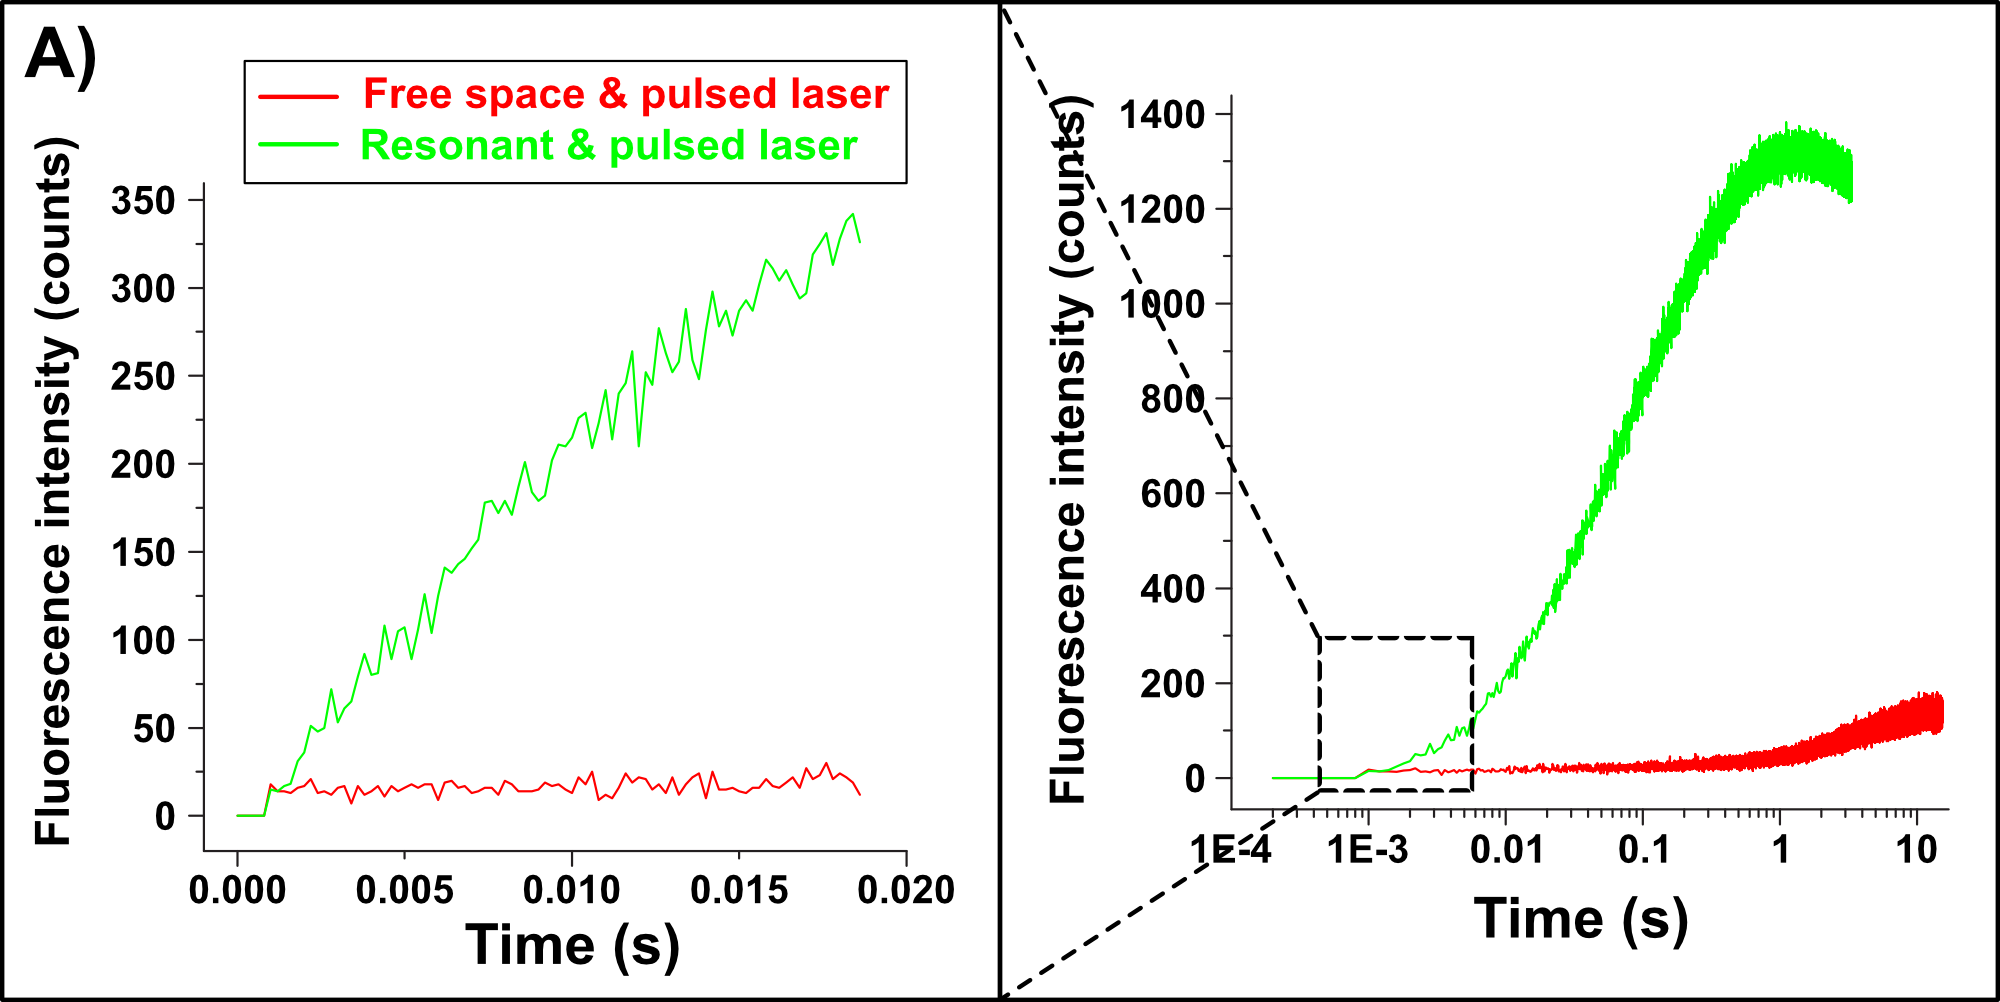 A)
Free space & pulsed laser
Resonant & pulsed laser
Fluorescence intensity (counts)
350
300
250
200
150
100
50
0
0.000 0.005 0.010 0.015 0.020
Time (s)
Fluorescence intensity (counts)
1400
1200
1000
800
600
400
200
0
1E-4 1E-3 0.01 0.1 1 10
Time (s)